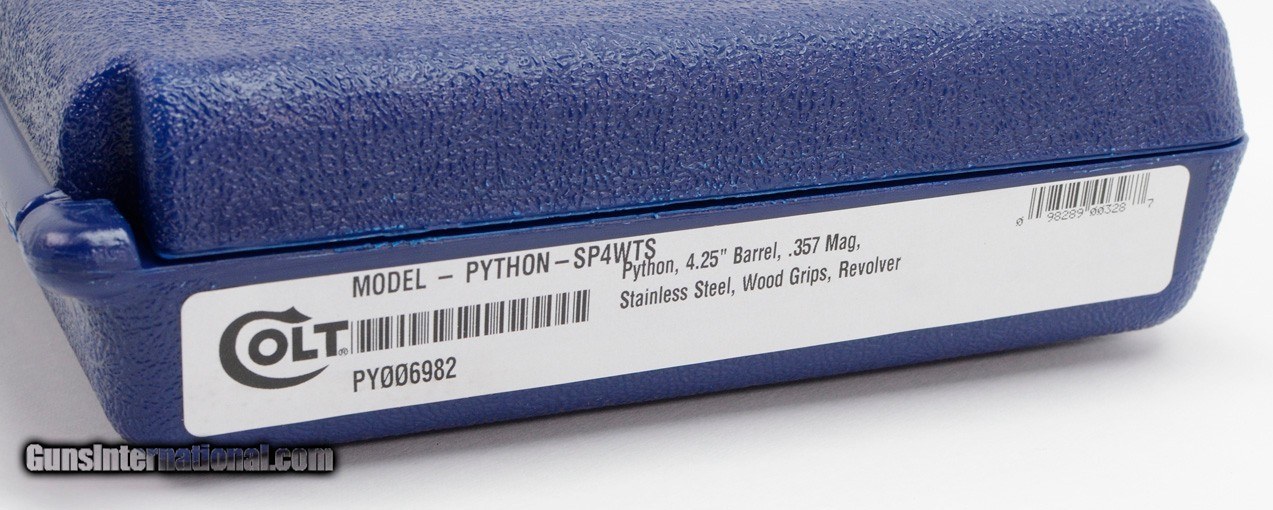 MODEL - PYTHON-SP4WTS
Python, 4.25" Barrel, .357 Mag,
Stainless Steel, Wood Grips, Revolver
COLT®
PYØØ6982
0 98289 00328 7
GunsInternational.com